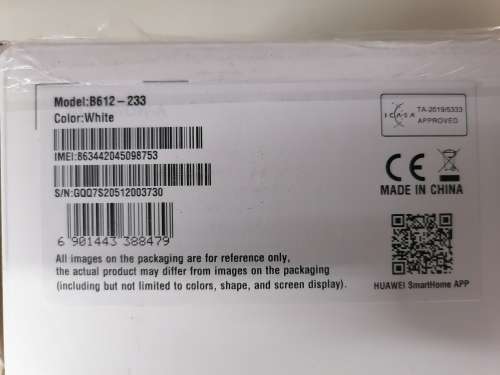 Model:B612-233
Color:White
IMEI:863442045098753
S/N:GQQ7S20512003730
6 901443 388479
All images on the packaging are for reference only,
the actual product may differ from images on the packaging
(including but not limited to colors, shape, and screen display).
ICASA
TA-2019/5333
APPROVED
CE
MADE IN CHINA
HUAWEI SmartHome APP